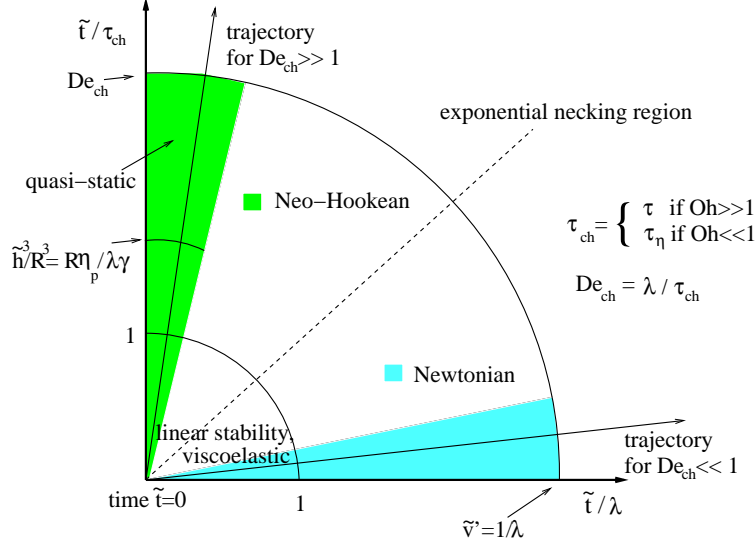 t̃ / τ_ch
trajectory
for De_ch >> 1
De_ch
exponential necking region
quasi−static
Neo−Hookean
τ_ch = { τ if Oh>>1
τ_η if Oh<<1
h̃³/R³ = Rη_p/λγ
De_ch = λ / τ_ch
1
Newtonian
linear stability,
viscoelastic
trajectory
for De_ch << 1
time t̃=0
1
ṽ' = 1/λ
t̃ / λ